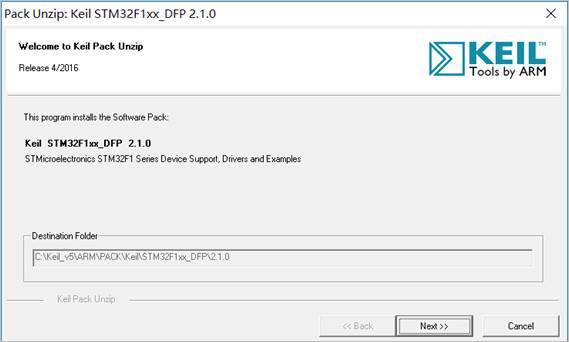 Pack Unzip: Keil STM32F1xx_DFP 2.1.0
Welcome to Keil Pack Unzip
Release 4/2016
KEIL™
Tools by ARM
This program installs the Software Pack:
Keil STM32F1xx_DFP 2.1.0
STMicroelectronics STM32F1 Series Device Support, Drivers and Examples
Destination Folder
C:\Keil_v5\ARM\PACK\Keil\STM32F1xx_DFP\2.1.0
Keil Pack Unzip
<< Back
Next >>
Cancel